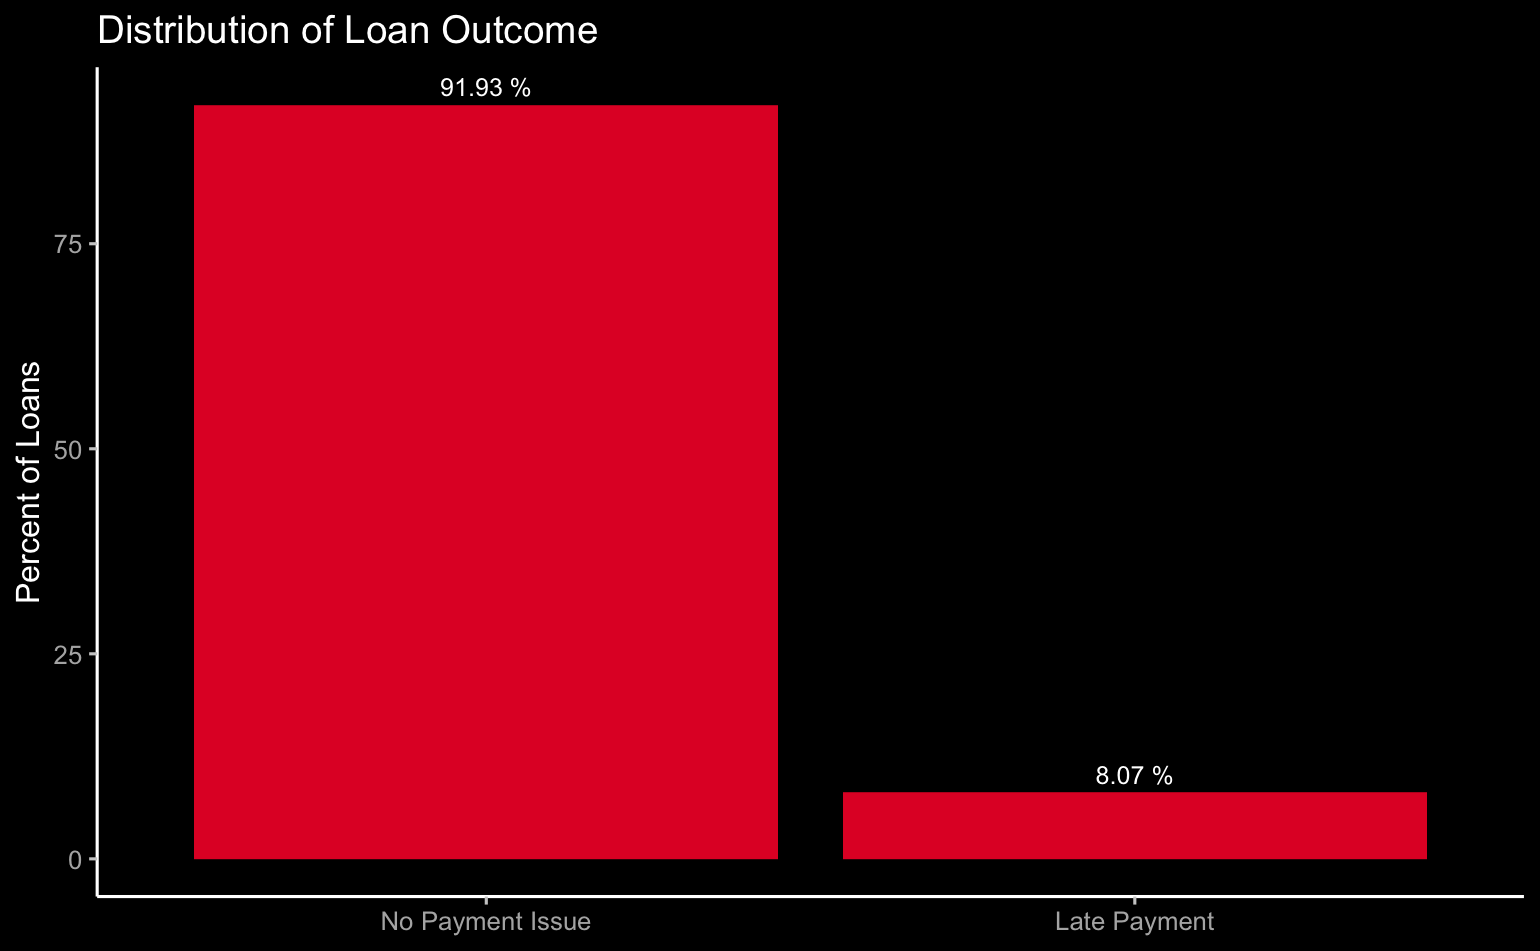 Distribution of Loan Outcome
91.93 %
75
50
25
0
Percent of Loans
8.07 %
No Payment Issue
Late Payment